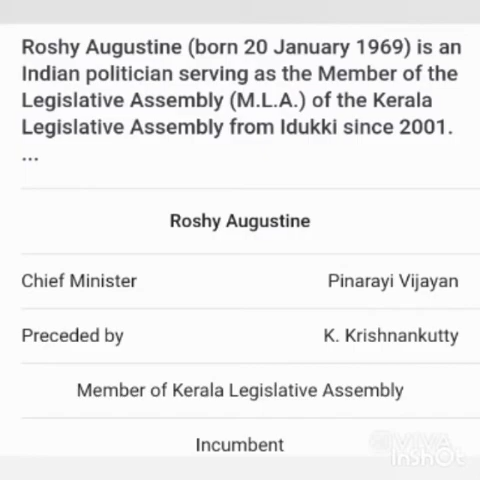 Roshy Augustine (born 20 January 1969) is an
Indian politician serving as the Member of the
Legislative Assembly (M.L.A.) of the Kerala
Legislative Assembly from Idukki since 2001.
...
Roshy Augustine
Chief Minister Pinarayi Vijayan
Preceded by K. Krishnankutty
Member of Kerala Legislative Assembly
Incumbent
VIVA
InShOt